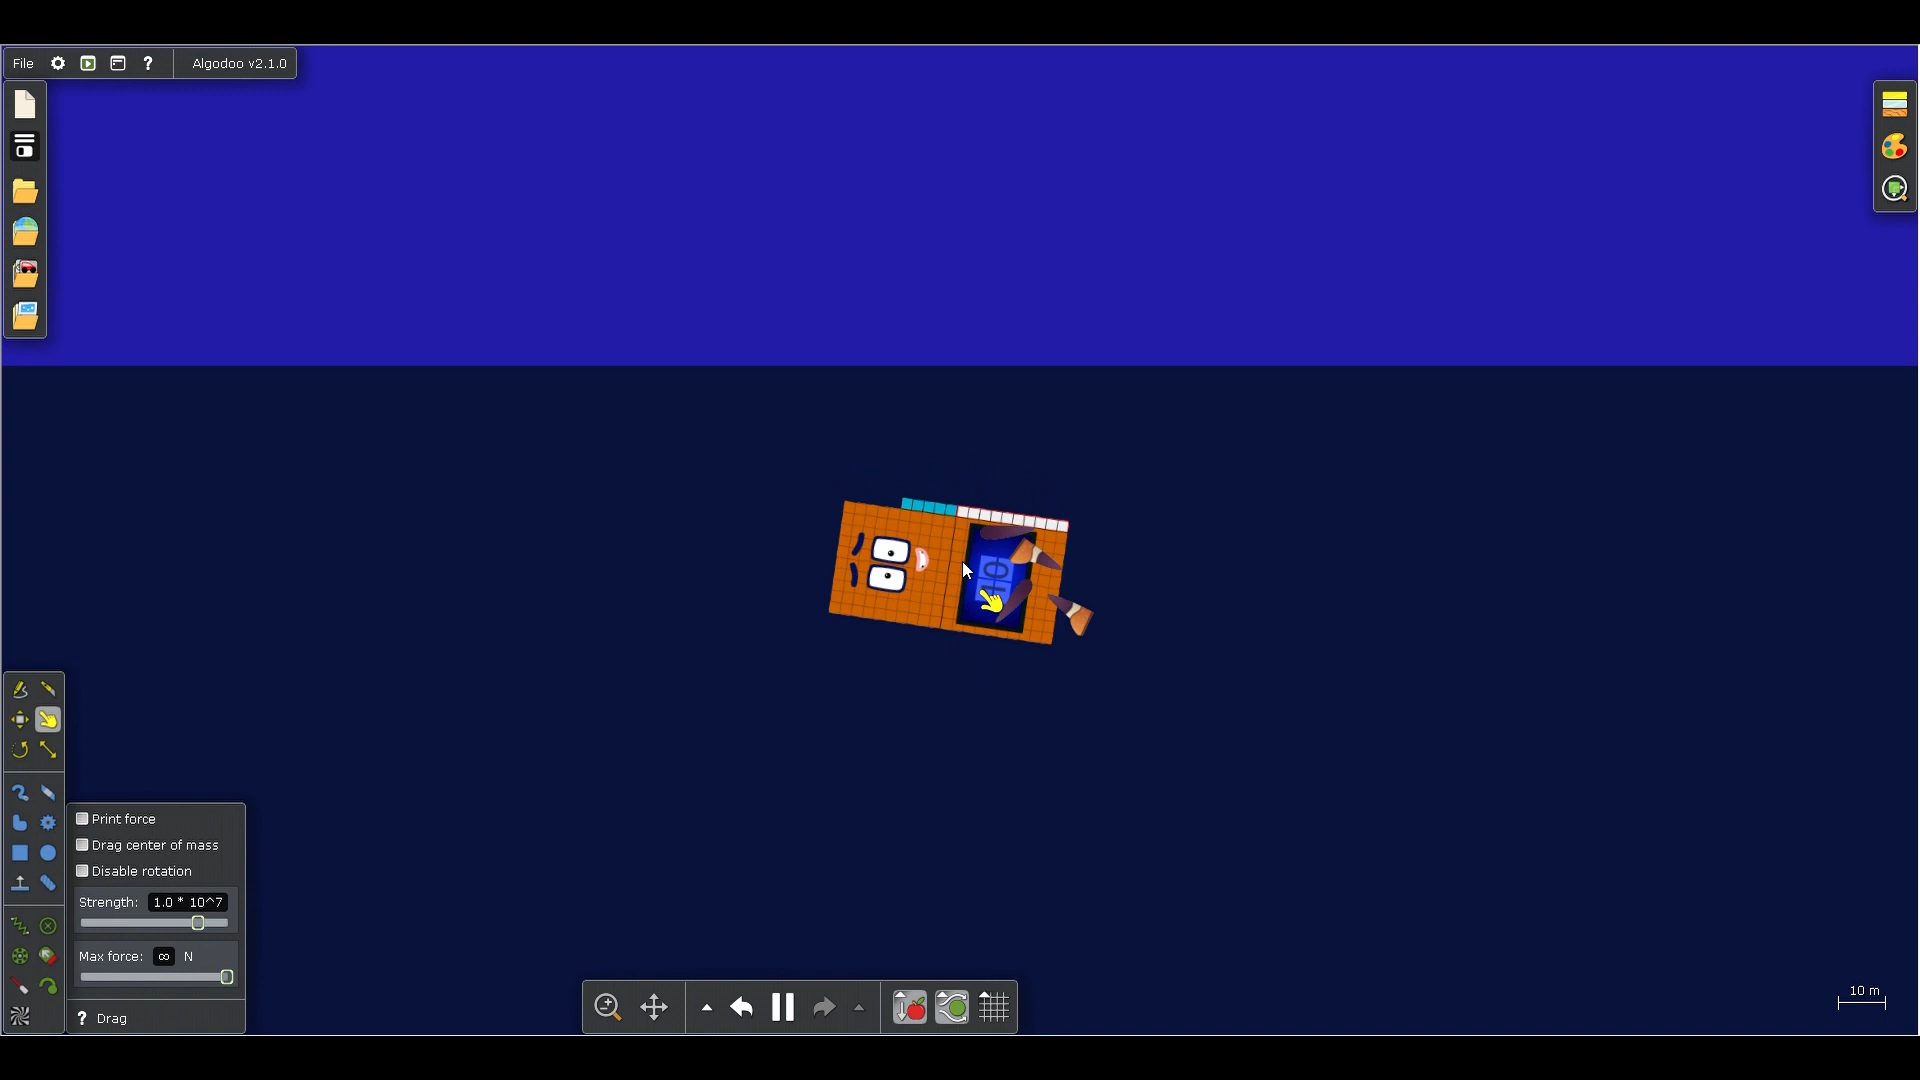 File ? Algodoo v2.1.0
10
Print force
Drag center of mass
Disable rotation
Strength: 1.0 * 10^7
Max force: ∞ N
? Drag
10 m